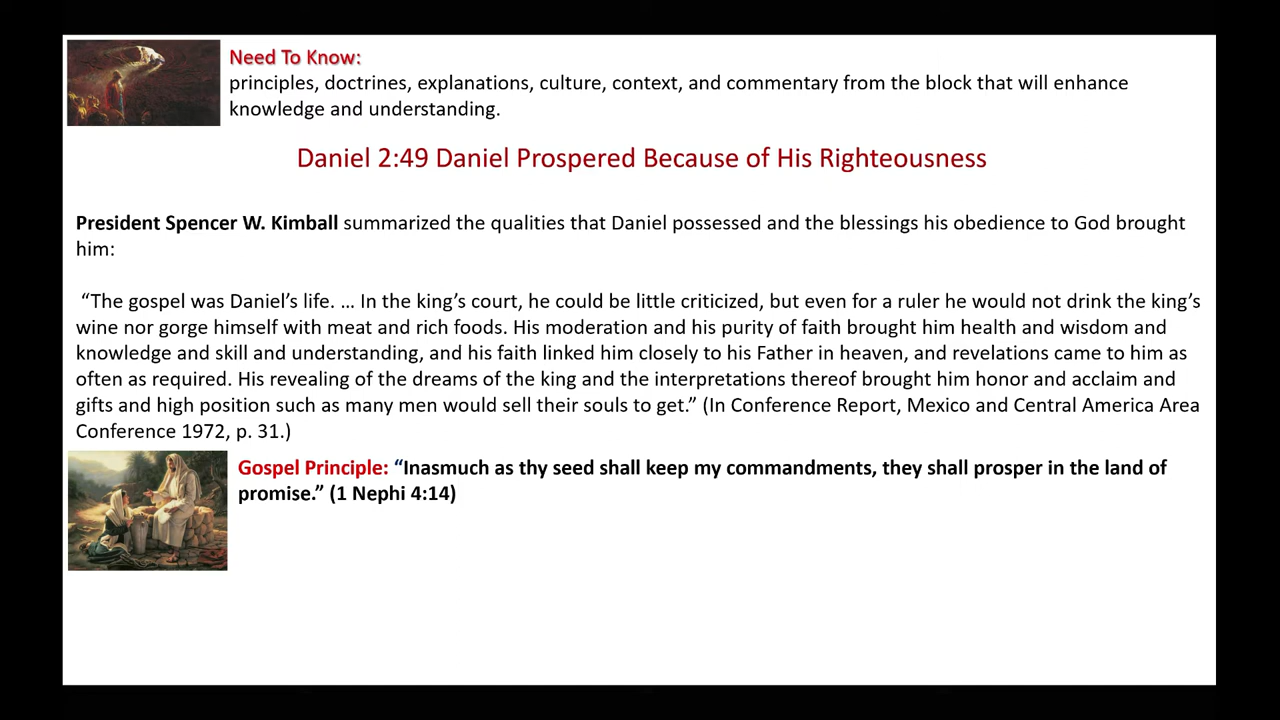 Need To Know:
principles, doctrines, explanations, culture, context, and commentary from the block that will enhance
knowledge and understanding.
Daniel 2:49 Daniel Prospered Because of His Righteousness
President Spencer W. Kimball summarized the qualities that Daniel possessed and the blessings his obedience to God brought
him:
“The gospel was Daniel’s life. … In the king’s court, he could be little criticized, but even for a ruler he would not drink the king’s
wine nor gorge himself with meat and rich foods. His moderation and his purity of faith brought him health and wisdom and
knowledge and skill and understanding, and his faith linked him closely to his Father in heaven, and revelations came to him as
often as required. His revealing of the dreams of the king and the interpretations thereof brought him honor and acclaim and
gifts and high position such as many men would sell their souls to get.” (In Conference Report, Mexico and Central America Area
Conference 1972, p. 31.)
Gospel Principle: “Inasmuch as thy seed shall keep my commandments, they shall prosper in the land of
promise.” (1 Nephi 4:14)